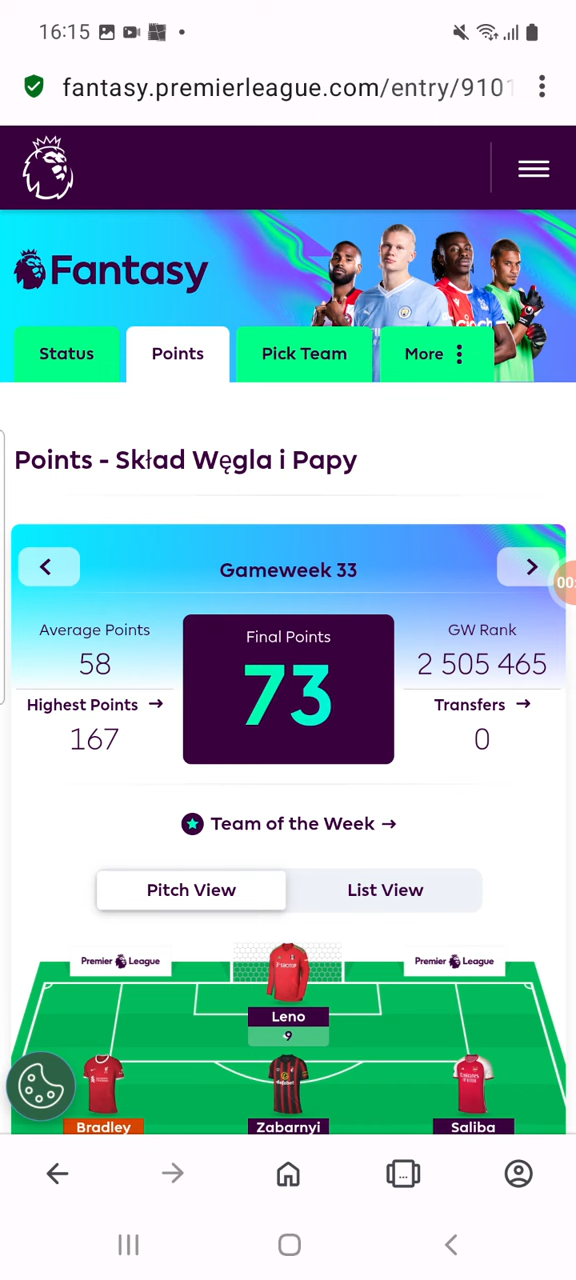 16:15
fantasy.premierleague.com/entry/9101
Fantasy
Status
Points
Pick Team
More
Points - Skład Węgla i Papy
Gameweek 33
00:
Average Points
58
Final Points
73
GW Rank
2 505 465
Highest Points →
167
Transfers →
0
Team of the Week →
Pitch View
List View
Premier League
Premier League
Leno
9
Bradley
Zabarnyi
Saliba